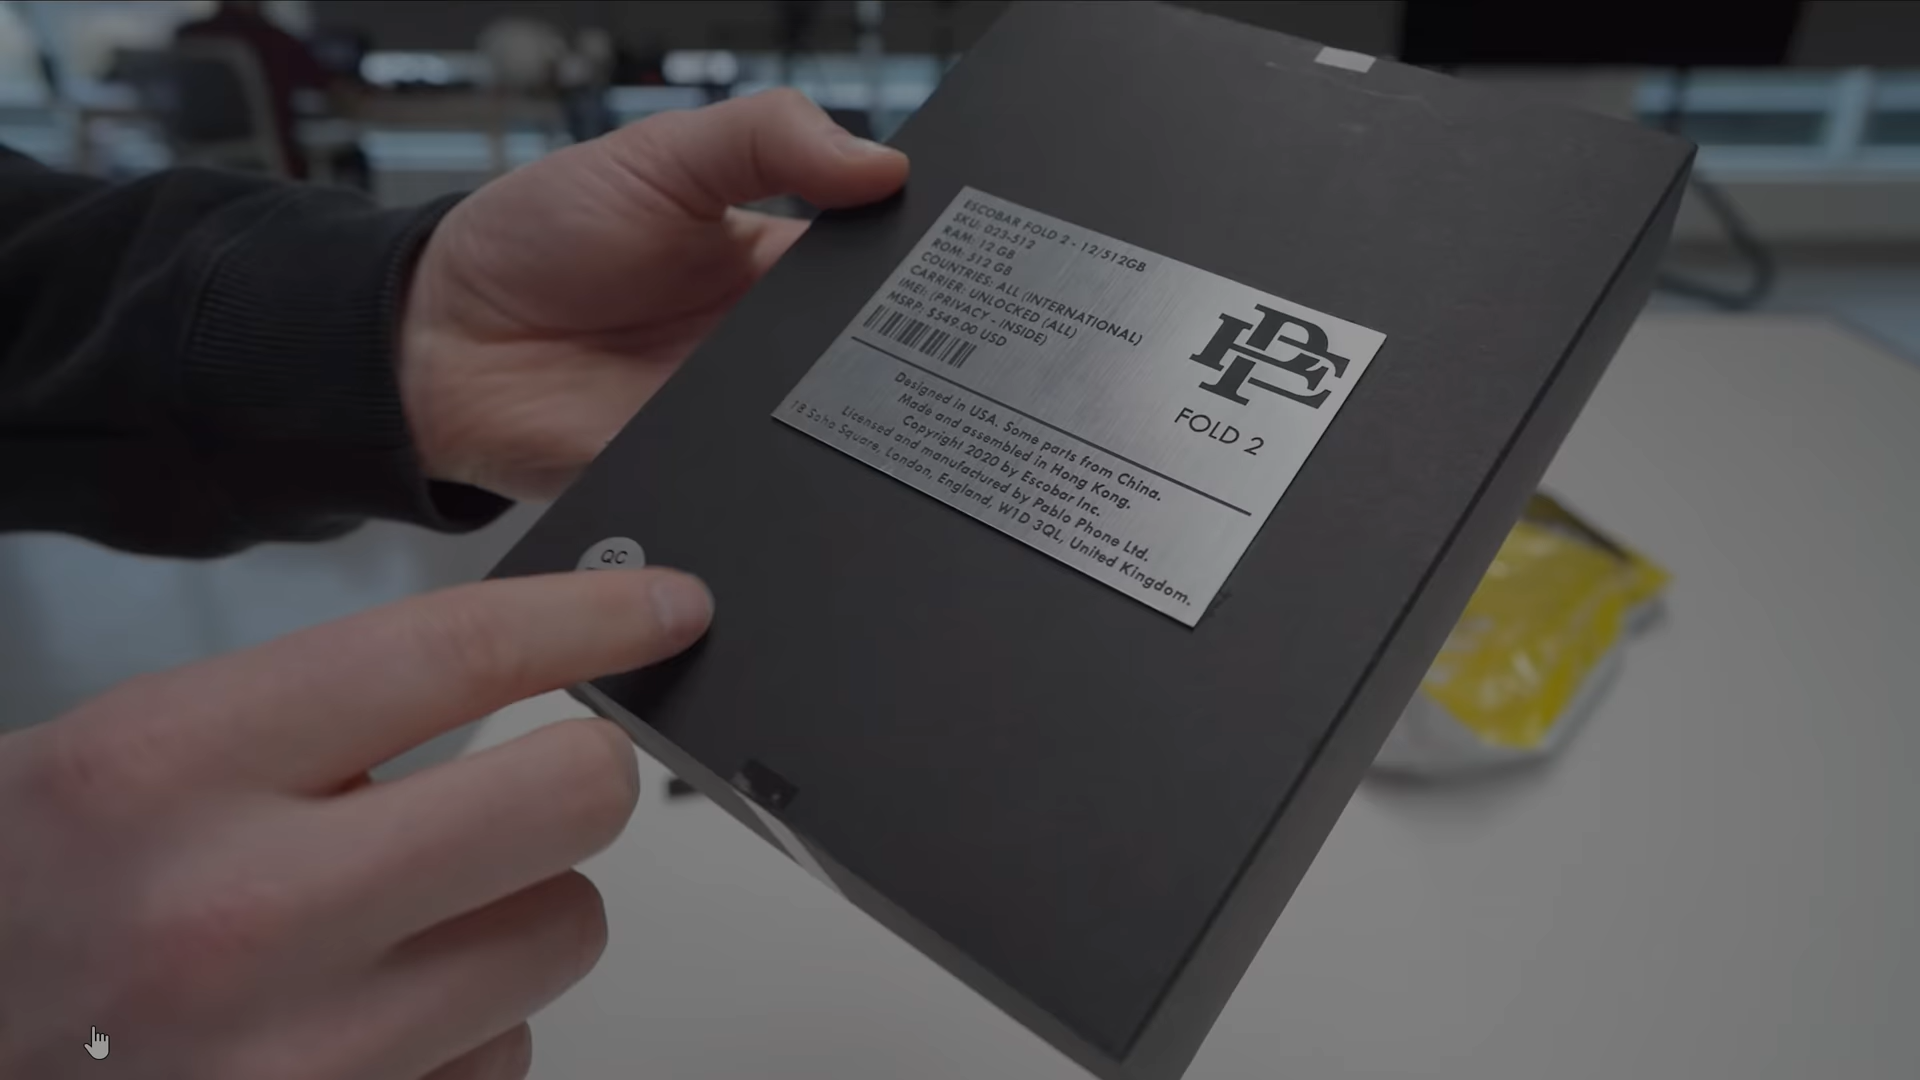 ESCOBAR FOLD 2 - 12/512GB
SKU: 023-512
RAM: 12 GB
ROM: 512 GB
COUNTRIES: ALL (INTERNATIONAL)
CARRIER: UNLOCKED (ALL)
IMEI: (PRIVACY - INSIDE)
MSRP: $549.00 USD
PE
FOLD 2
Designed in USA. Some parts from China.
Made and assembled in Hong Kong.
Copyright 2020 by Escobar Inc.
Licensed and manufactured by Pablo Phone Ltd.
18 Soho Square, London, England, W1D 3QL, United Kingdom.
QC